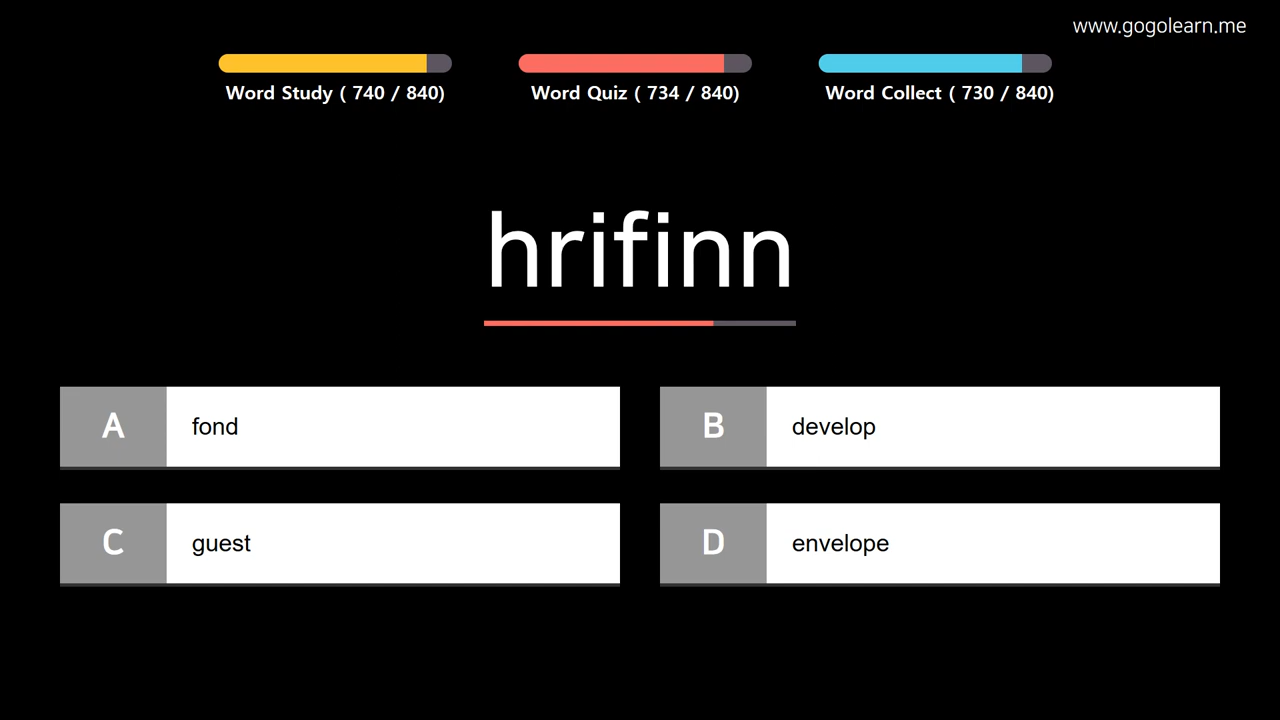 www.gogolearn.me
Word Study ( 740 / 840)
Word Quiz ( 734 / 840)
Word Collect ( 730 / 840)
hrifinn
A fond
B develop
C guest
D envelope